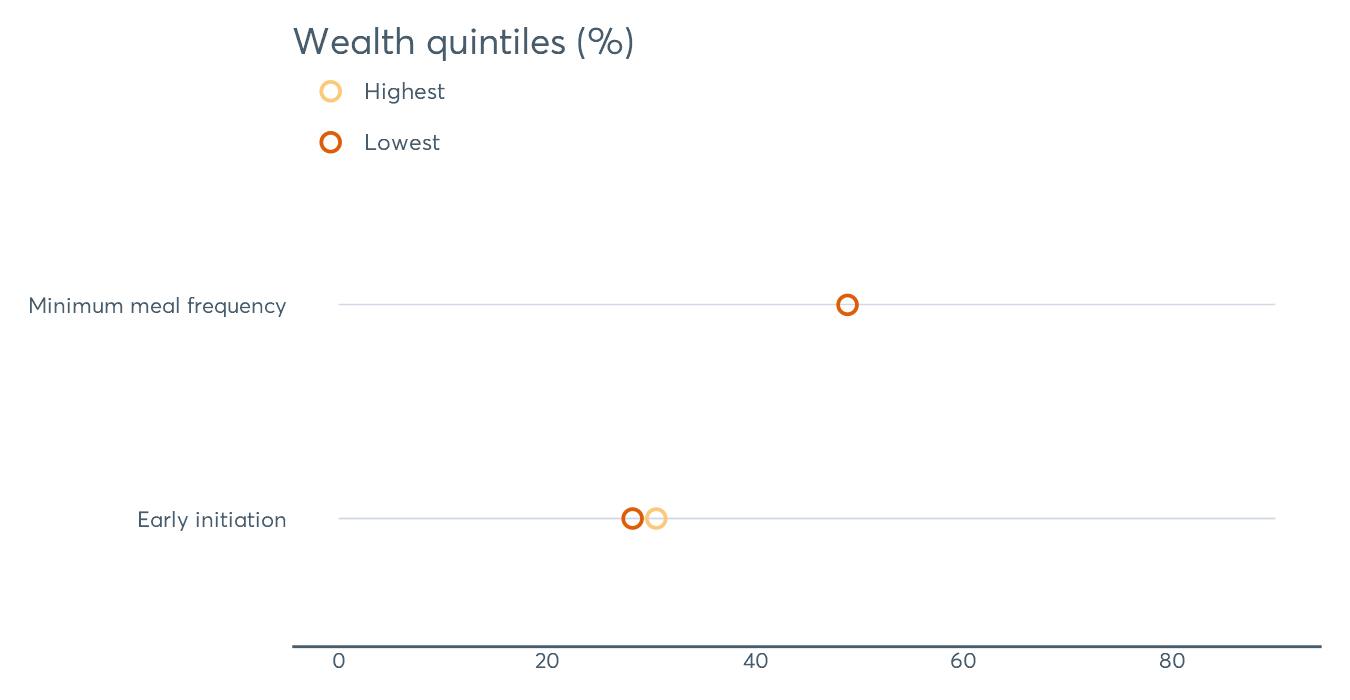 Wealth quintiles (%)
Highest
Lowest
Minimum meal frequency
Early initiation
0 20 40 60 80